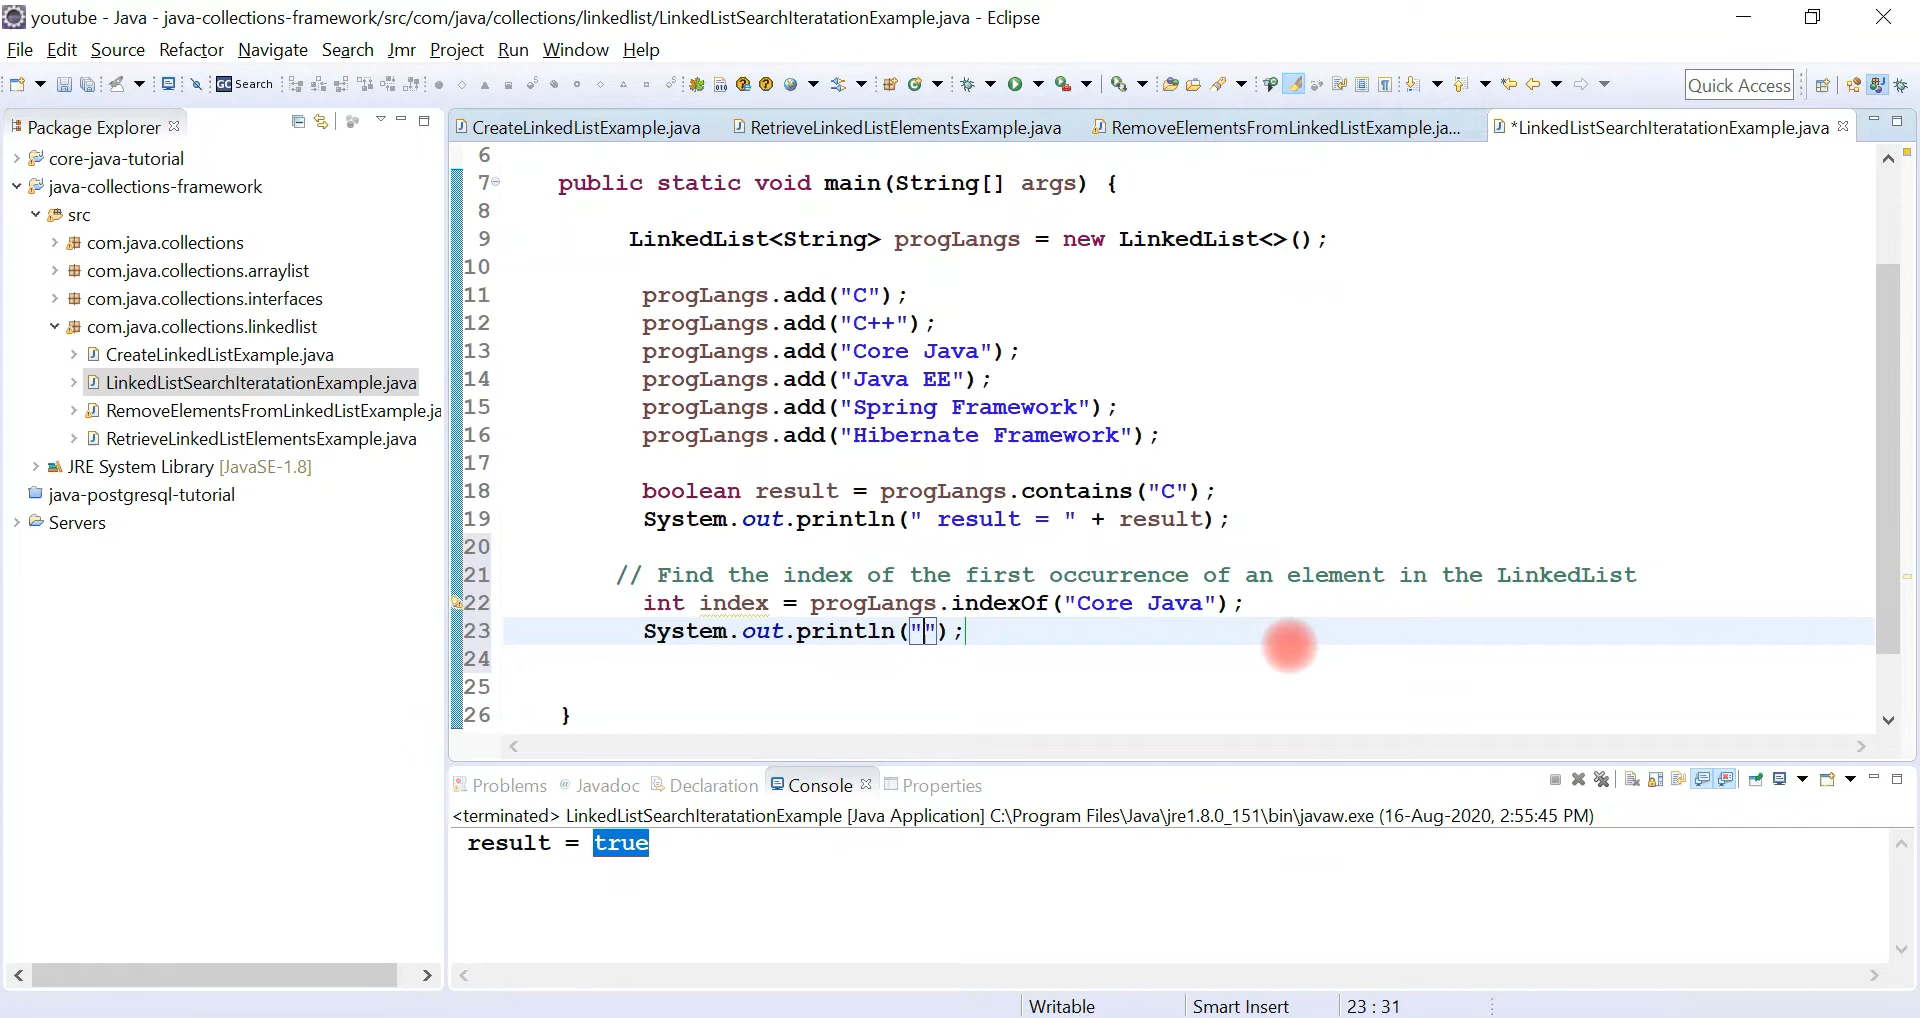 youtube - Java - java-collections-framework/src/com/java/collections/linkedlist/LinkedListSearchIteratationExample.java - Eclipse
File Edit Source Refactor Navigate Search Jmr Project Run Window Help
GC Search Quick Access
Package Explorer
CreateLinkedListExample.java RetrieveLinkedListElementsExample.java RemoveElementsFromLinkedListExample.ja... *LinkedListSearchIteratationExample.java
core-java-tutorial
java-collections-framework
src
com.java.collections
com.java.collections.arraylist
com.java.collections.interfaces
com.java.collections.linkedlist
CreateLinkedListExample.java
LinkedListSearchIteratationExample.java
RemoveElementsFromLinkedListExample.ja
RetrieveLinkedListElementsExample.java
JRE System Library [JavaSE-1.8]
java-postgresql-tutorial
Servers
6
7 public static void main(String[] args) {
8
9 LinkedList<String> progLangs = new LinkedList<>();
10
11 progLangs.add("C");
12 progLangs.add("C++");
13 progLangs.add("Core Java");
14 progLangs.add("Java EE");
15 progLangs.add("Spring Framework");
16 progLangs.add("Hibernate Framework");
17
18 boolean result = progLangs.contains("C");
19 System.out.println(" result = " + result);
20
21 // Find the index of the first occurrence of an element in the LinkedList
22 int index = progLangs.indexOf("Core Java");
23 System.out.println("");
24
25
26 }
Problems @ Javadoc Declaration Console Properties
<terminated> LinkedListSearchIteratationExample [Java Application] C:\Program Files\Java\jre1.8.0_151\bin\javaw.exe (16-Aug-2020, 2:55:45 PM)
result = true
Writable Smart Insert 23 : 31